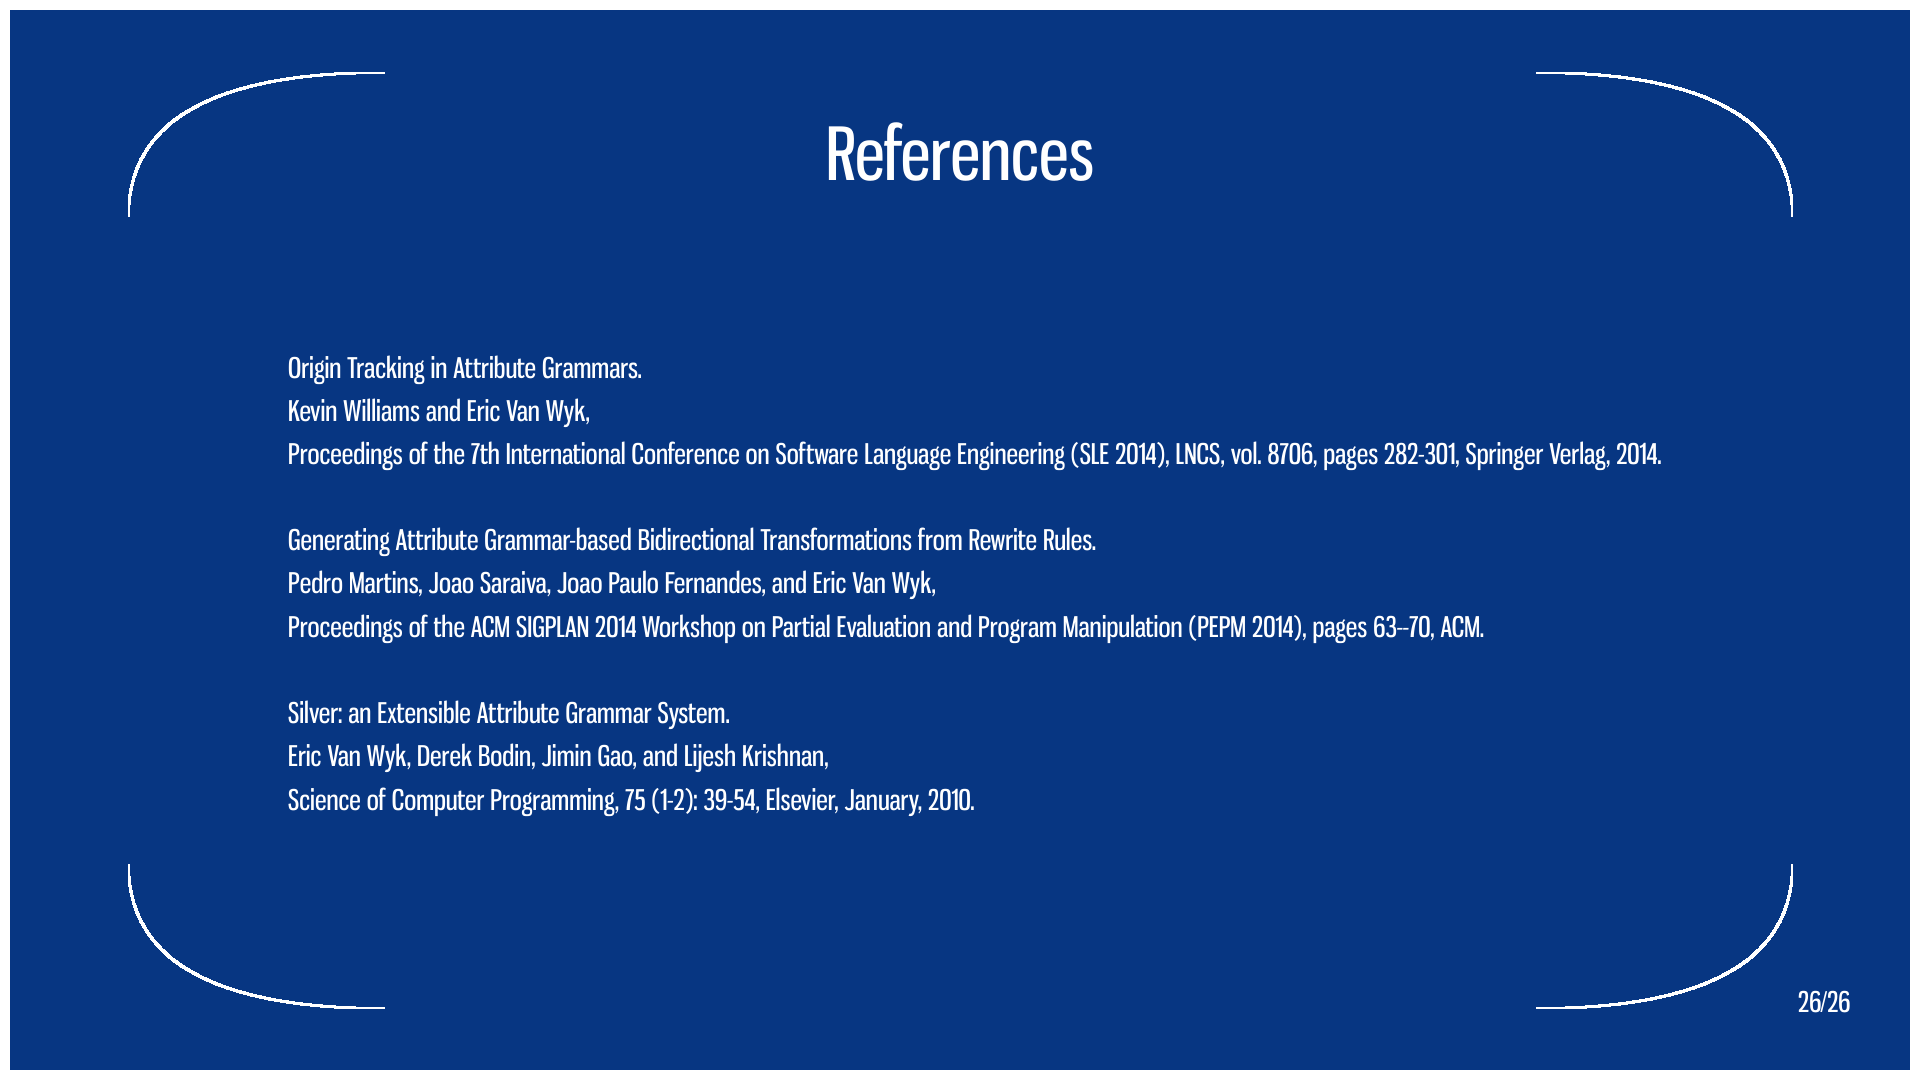 References
Origin Tracking in Attribute Grammars.
Kevin Williams and Eric Van Wyk,
Proceedings of the 7th International Conference on Software Language Engineering (SLE 2014), LNCS, vol. 8706, pages 282-301, Springer Verlag, 2014.
Generating Attribute Grammar-based Bidirectional Transformations from Rewrite Rules.
Pedro Martins, Joao Saraiva, Joao Paulo Fernandes, and Eric Van Wyk,
Proceedings of the ACM SIGPLAN 2014 Workshop on Partial Evaluation and Program Manipulation (PEPM 2014), pages 63--70, ACM.
Silver: an Extensible Attribute Grammar System.
Eric Van Wyk, Derek Bodin, Jimin Gao, and Lijesh Krishnan,
Science of Computer Programming, 75 (1-2): 39-54, Elsevier, January, 2010.
26/26